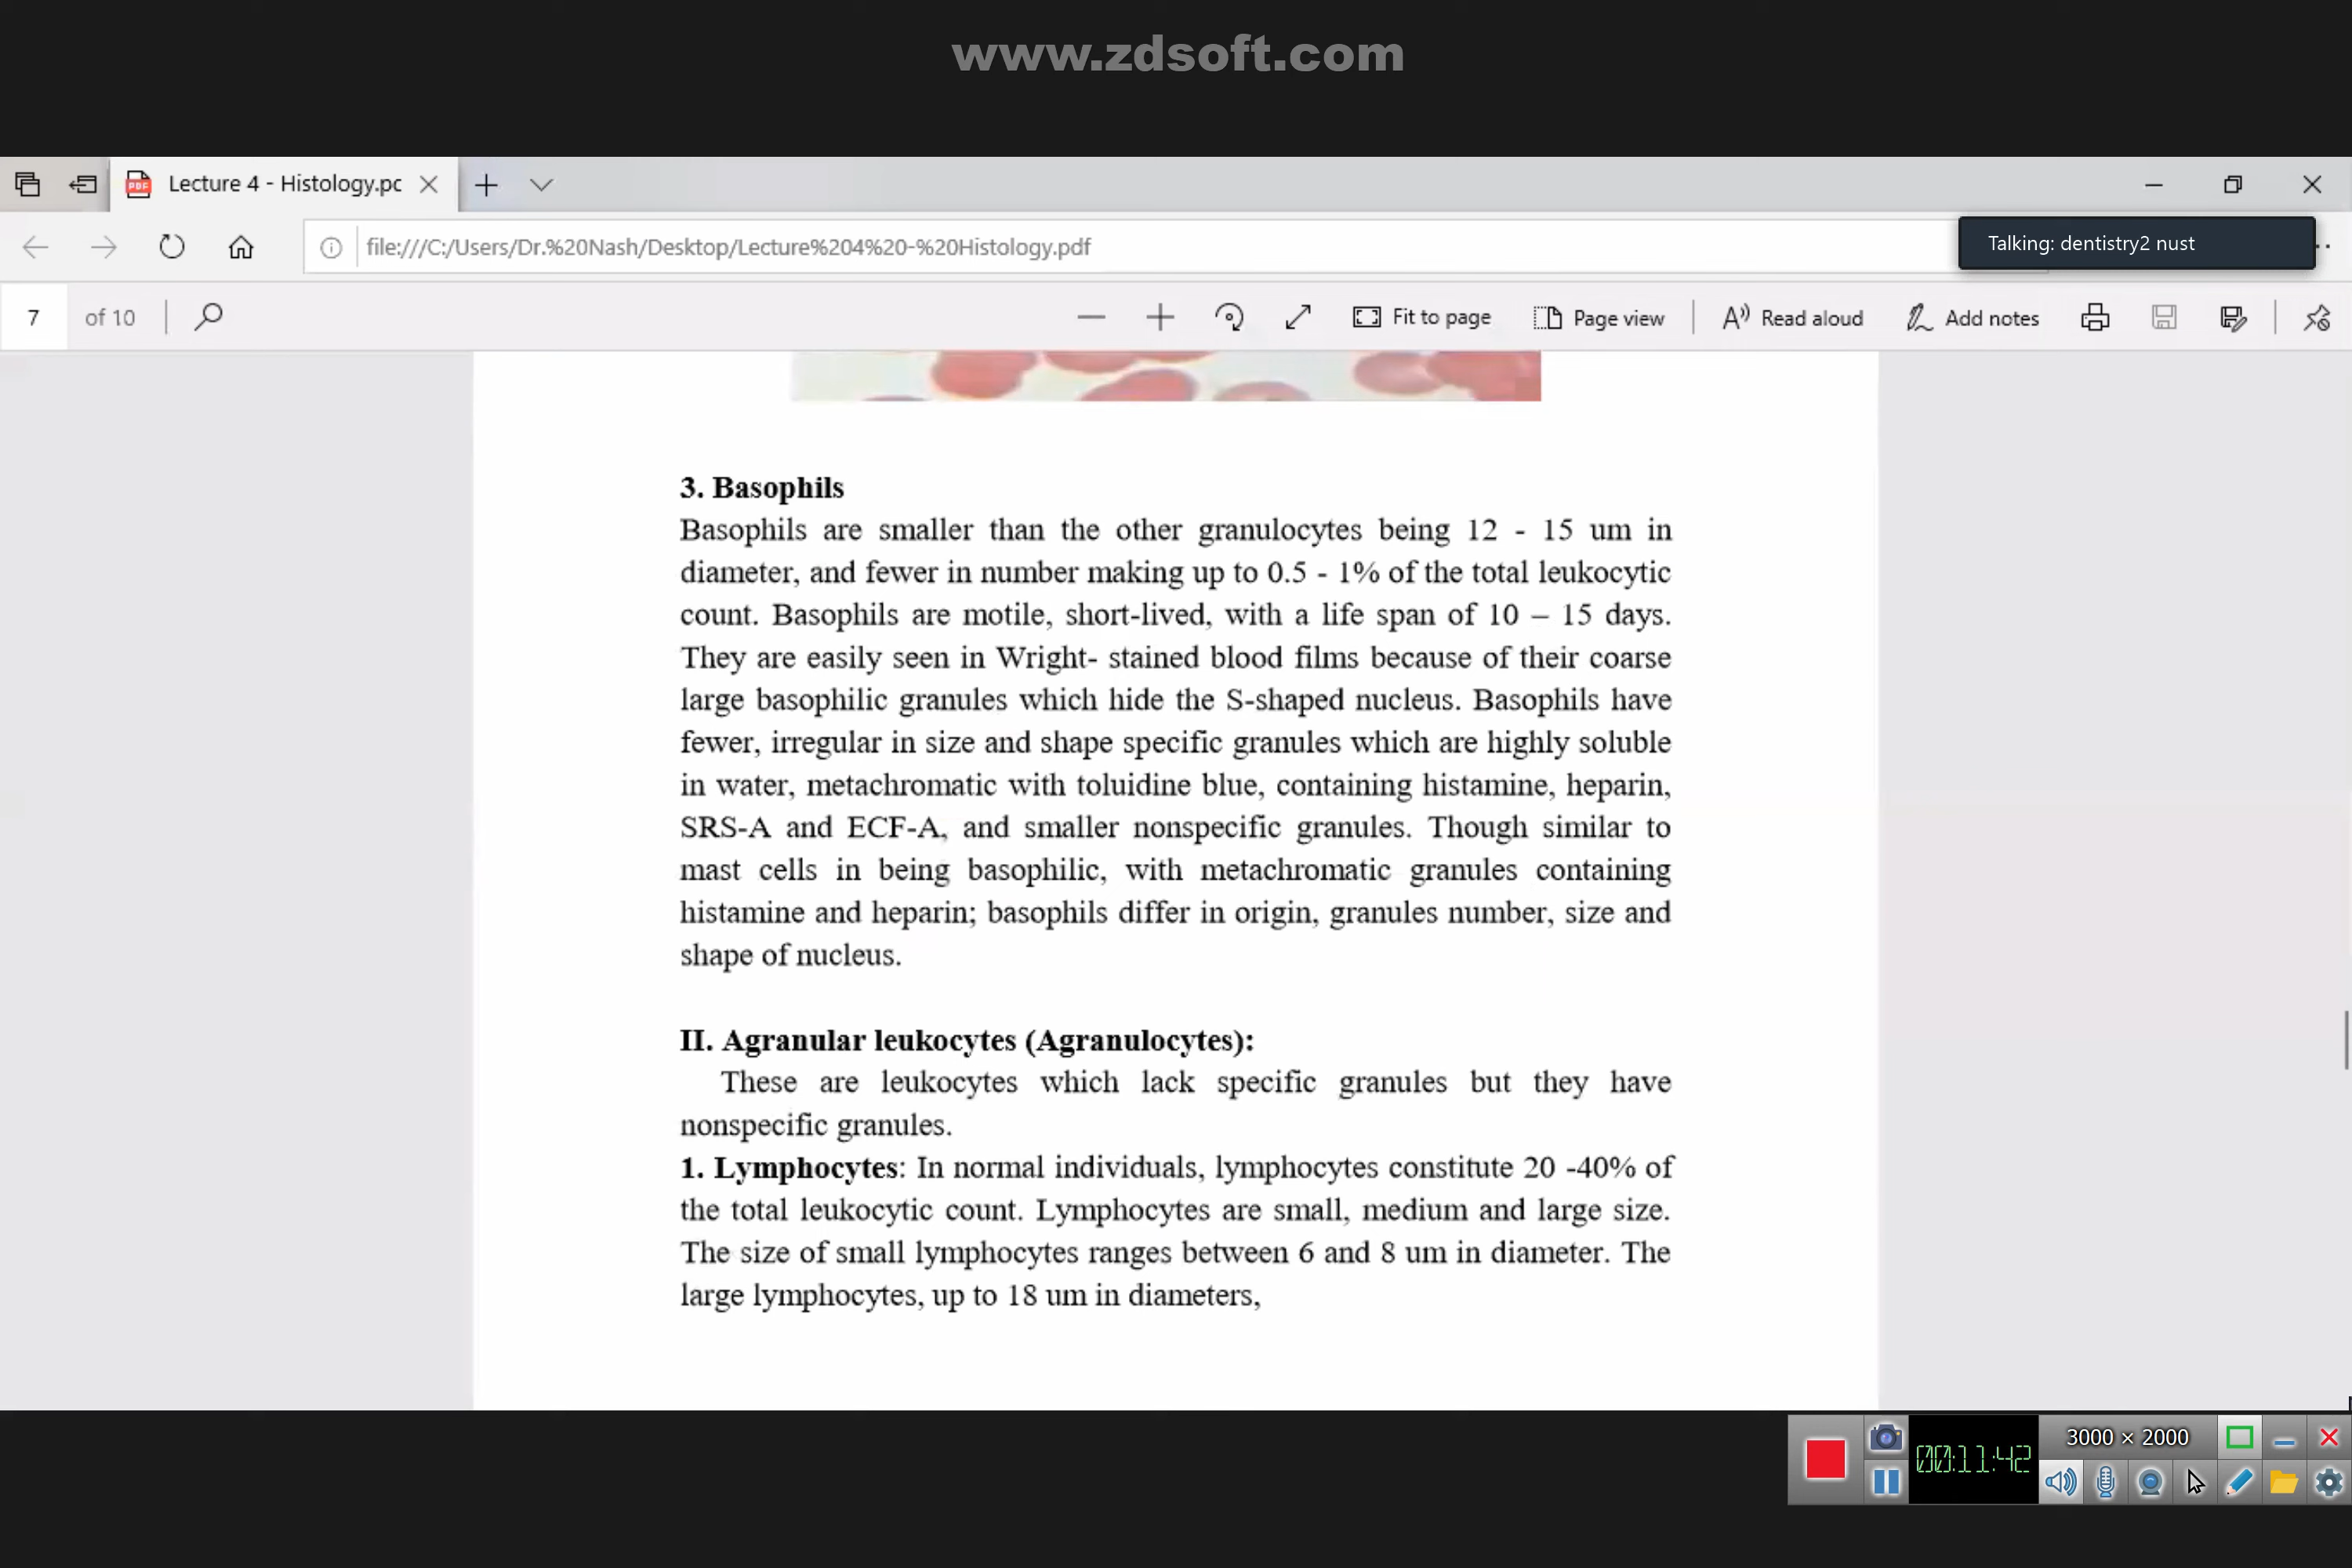 www.zdsoft.com
Lecture 4 - Histology.pc
file:///C:/Users/Dr.%20Nash/Desktop/Lecture%204%20-%20Histology.pdf
Talking: dentistry2 nust
7 of 10
Fit to page
Page view
Read aloud
Add notes
3. Basophils
Basophils are smaller than the other granulocytes being 12 - 15 um in
diameter, and fewer in number making up to 0.5 - 1% of the total leukocytic
count. Basophils are motile, short-lived, with a life span of 10 – 15 days.
They are easily seen in Wright- stained blood films because of their coarse
large basophilic granules which hide the S-shaped nucleus. Basophils have
fewer, irregular in size and shape specific granules which are highly soluble
in water, metachromatic with toluidine blue, containing histamine, heparin,
SRS-A and ECF-A, and smaller nonspecific granules. Though similar to
mast cells in being basophilic, with metachromatic granules containing
histamine and heparin; basophils differ in origin, granules number, size and
shape of nucleus.
II. Agranular leukocytes (Agranulocytes):
These are leukocytes which lack specific granules but they have
nonspecific granules.
1. Lymphocytes: In normal individuals, lymphocytes constitute 20 -40% of
the total leukocytic count. Lymphocytes are small, medium and large size.
The size of small lymphocytes ranges between 6 and 8 um in diameter. The
large lymphocytes, up to 18 um in diameters,
00:11:42
3000 × 2000